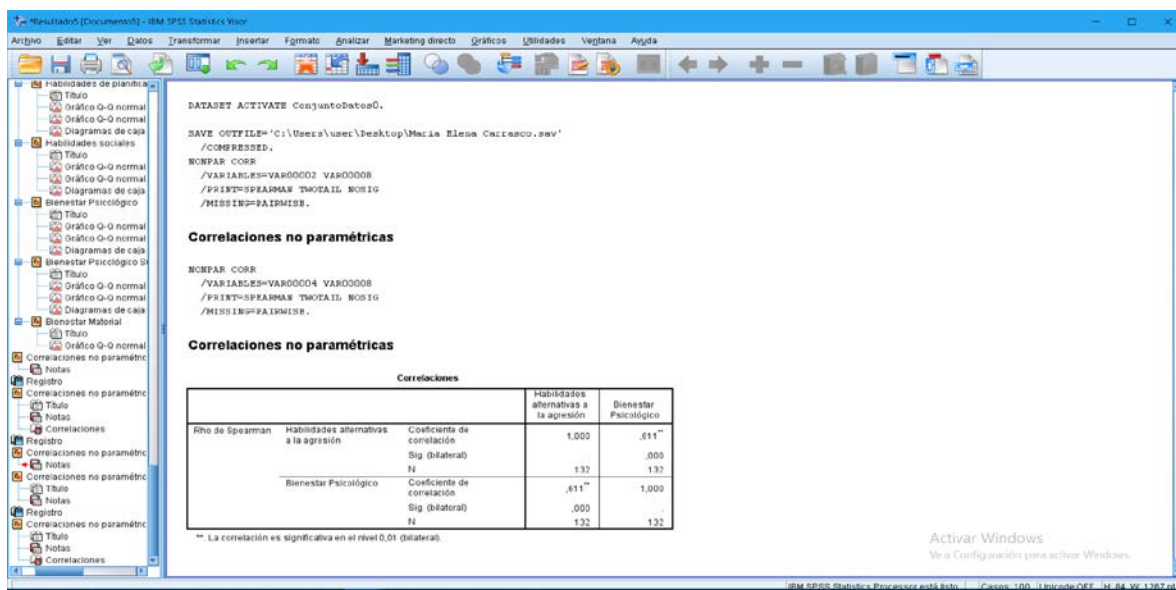 *Resultado5 [Documento5] - IBM SPSS Statistics Visor
Archivo Editar Ver Datos Transformar Insertar Formato Analizar Marketing directo Gráficos Utilidades Ventana Ayuda
Habilidades de planifica
Título
Gráfico Q-Q normal
Gráfico Q-Q normal
Diagramas de caja
Habilidades sociales
Título
Gráfico Q-Q normal
Gráfico Q-Q normal
Diagramas de caja
Bienestar Psicológico
Título
Gráfico Q-Q normal
Gráfico Q-Q normal
Diagramas de caja
Bienestar Psicológico S
Título
Gráfico Q-Q normal
Gráfico Q-Q normal
Diagramas de caja
Bienestar Material
Título
Gráfico Q-Q normal
Correlaciones no paramétric
Notas
Registro
Correlaciones no paramétric
Título
Notas
Correlaciones
Registro
Correlaciones no paramétric
Notas
Correlaciones no paramétric
Título
Notas
Registro
Correlaciones no paramétric
Título
Notas
Correlaciones
DATASET ACTIVATE ConjuntoDatos0.
SAVE OUTFILE='C:\Users\user\Desktop\Maria Elena Carrasco.sav'
/COMPRESSED.
NONPAR CORR
/VARIABLES=VAR00002 VAR00008
/PRINT=SPEARMAN TWOTAIL NOSIG
/MISSING=PAIRWISE.
Correlaciones no paramétricas
NONPAR CORR
/VARIABLES=VAR00004 VAR00008
/PRINT=SPEARMAN TWOTAIL NOSIG
/MISSING=PAIRWISE.
Correlaciones no paramétricas
Correlaciones
Habilidades alternativas a la agresión Bienestar Psicológico
Rho de Spearman Habilidades alternativas a la agresión Coeficiente de correlación 1,000 ,611**
Sig. (bilateral) . ,000
N 132 132
Bienestar Psicológico Coeficiente de correlación ,611** 1,000
Sig. (bilateral) ,000 .
N 132 132
**. La correlación es significativa en el nivel 0,01 (bilateral).
Activar Windows
Ve a Configuración para activar Windows.
IBM SPSS Statistics Processor está listo Casos: 100 Unicode:OFF H: 84, W: 1267 pt